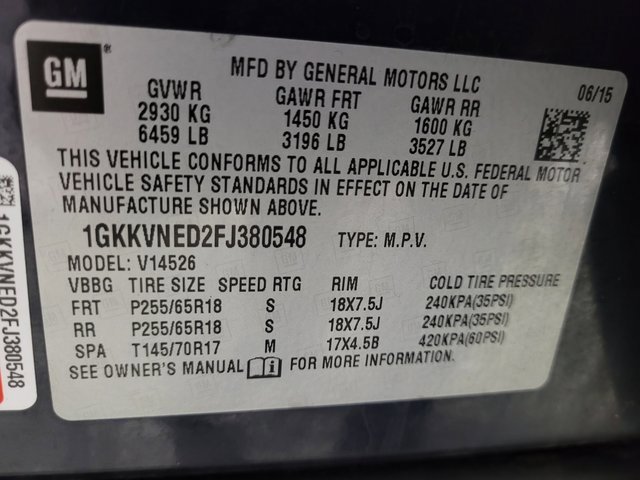 GM
®
MFD BY GENERAL MOTORS LLC
06/15
GVWR GAWR FRT GAWR RR
2930 KG 1450 KG 1600 KG
6459 LB 3196 LB 3527 LB
THIS VEHICLE CONFORMS TO ALL APPLICABLE U.S. FEDERAL MOTOR
VEHICLE SAFETY STANDARDS IN EFFECT ON THE DATE OF
MANUFACTURE SHOWN ABOVE.
1GKKVNED2FJ380548 TYPE: M.P.V.
MODEL: V14526
VBBG TIRE SIZE SPEED RTG RIM COLD TIRE PRESSURE
FRT P255/65R18 S 18X7.5J 240KPA(35PSI)
RR P255/65R18 S 18X7.5J 240KPA(35PSI)
SPA T145/70R17 M 17X4.5B 420KPA(60PSI)
SEE OWNER'S MANUAL FOR MORE INFORMATION.
1GKKVNED2FJ380548